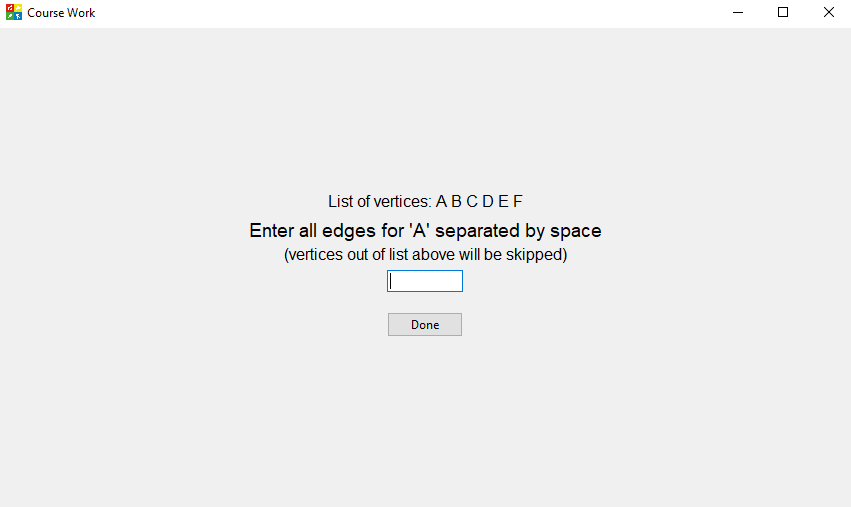 Course Work
List of vertices: A B C D E F
Enter all edges for 'A' separated by space
(vertices out of list above will be skipped)
Done